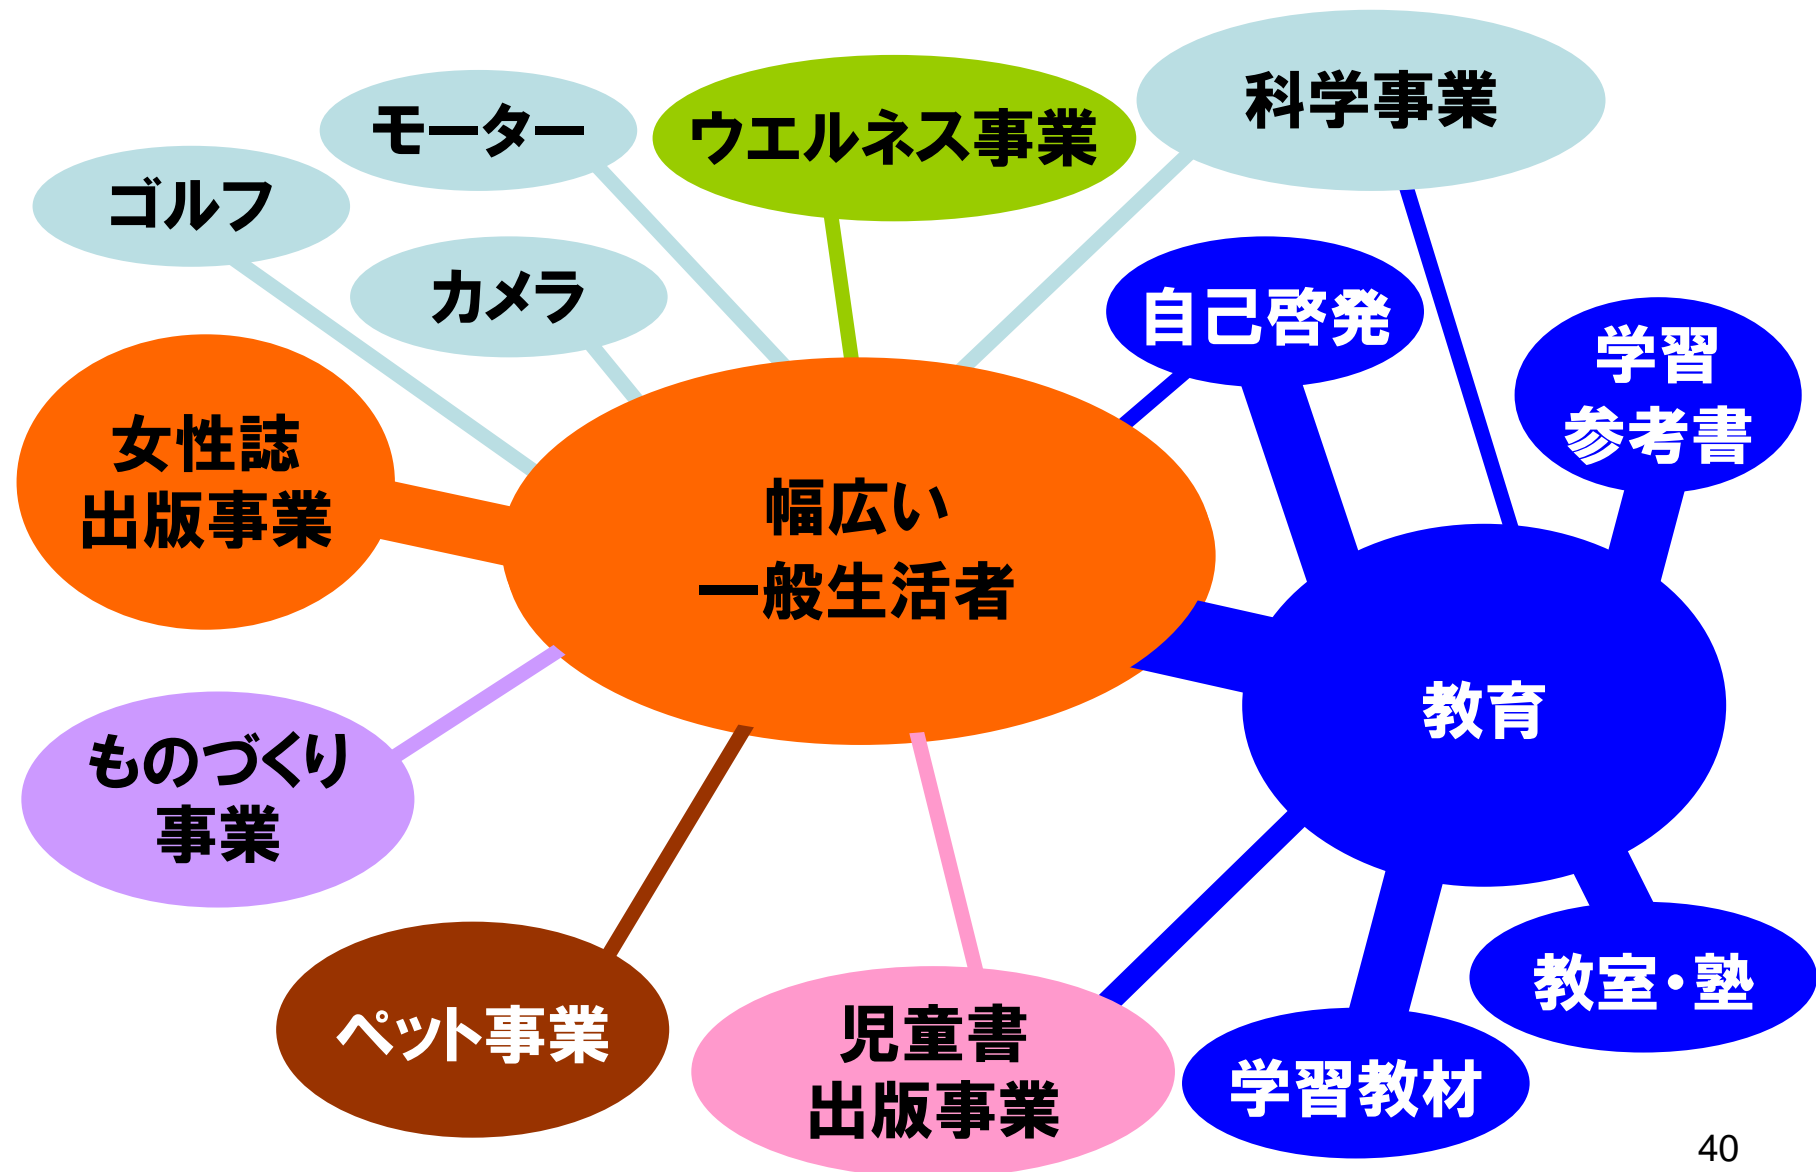 科学事業
モーター
ウエルネス事業
ゴルフ
カメラ
自己啓発
学習
参考書
女性誌
出版事業
幅広い
一般生活者
教育
ものづくり
事業
ペット事業
児童書
出版事業
教室・塾
学習教材
40